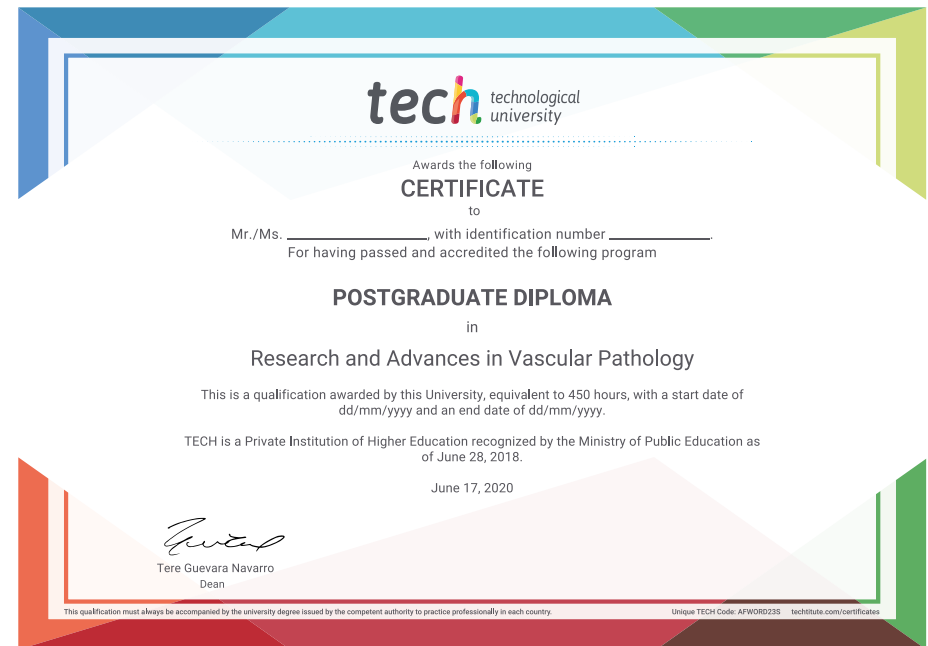 tech technological
university
Awards the following
CERTIFICATE
to
Mr./Ms. ____________________, with identification number ______________.
For having passed and accredited the following program
POSTGRADUATE DIPLOMA
in
Research and Advances in Vascular Pathology
This is a qualification awarded by this University, equivalent to 450 hours, with a start date of
dd/mm/yyyy and an end date of dd/mm/yyyy.
TECH is a Private Institution of Higher Education recognized by the Ministry of Public Education as
of June 28, 2018.
June 17, 2020
Tere Guevara Navarro
Dean
This qualification must always be accompanied by the university degree issued by the competent authority to practice professionally in each country.
Unique TECH Code: AFWORD23S techtitute.com/certificates